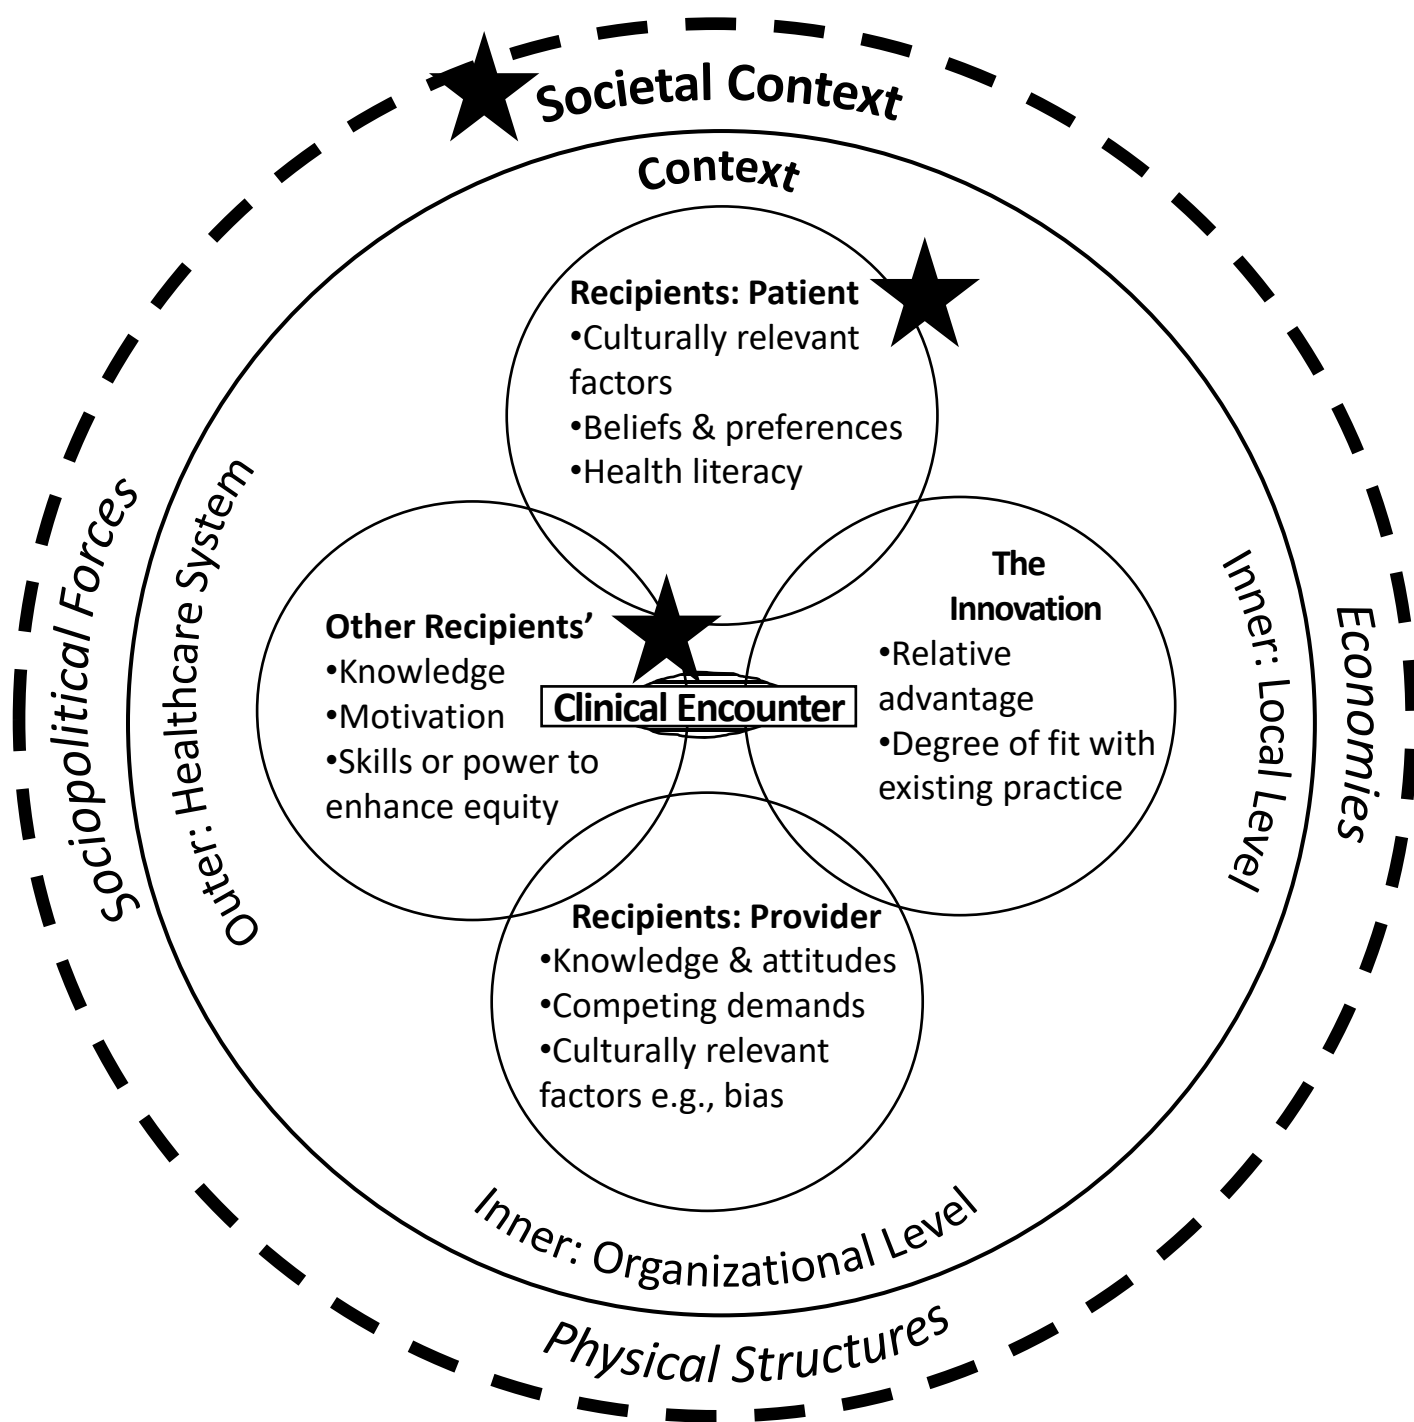 Societal Context
Context
Recipients: Patient
•Culturally relevant
factors
•Beliefs & preferences
•Health literacy
Sociopolitical Forces
Outer: Healthcare System
Other Recipients’
•Knowledge
•Motivation
•Skills or power to
enhance equity
Clinical Encounter
The
Innovation
•Relative
advantage
•Degree of fit with
existing practice
Inner: Local Level
Economies
Recipients: Provider
•Knowledge & attitudes
•Competing demands
•Culturally relevant
factors e.g., bias
Inner: Organizational Level
Physical Structures